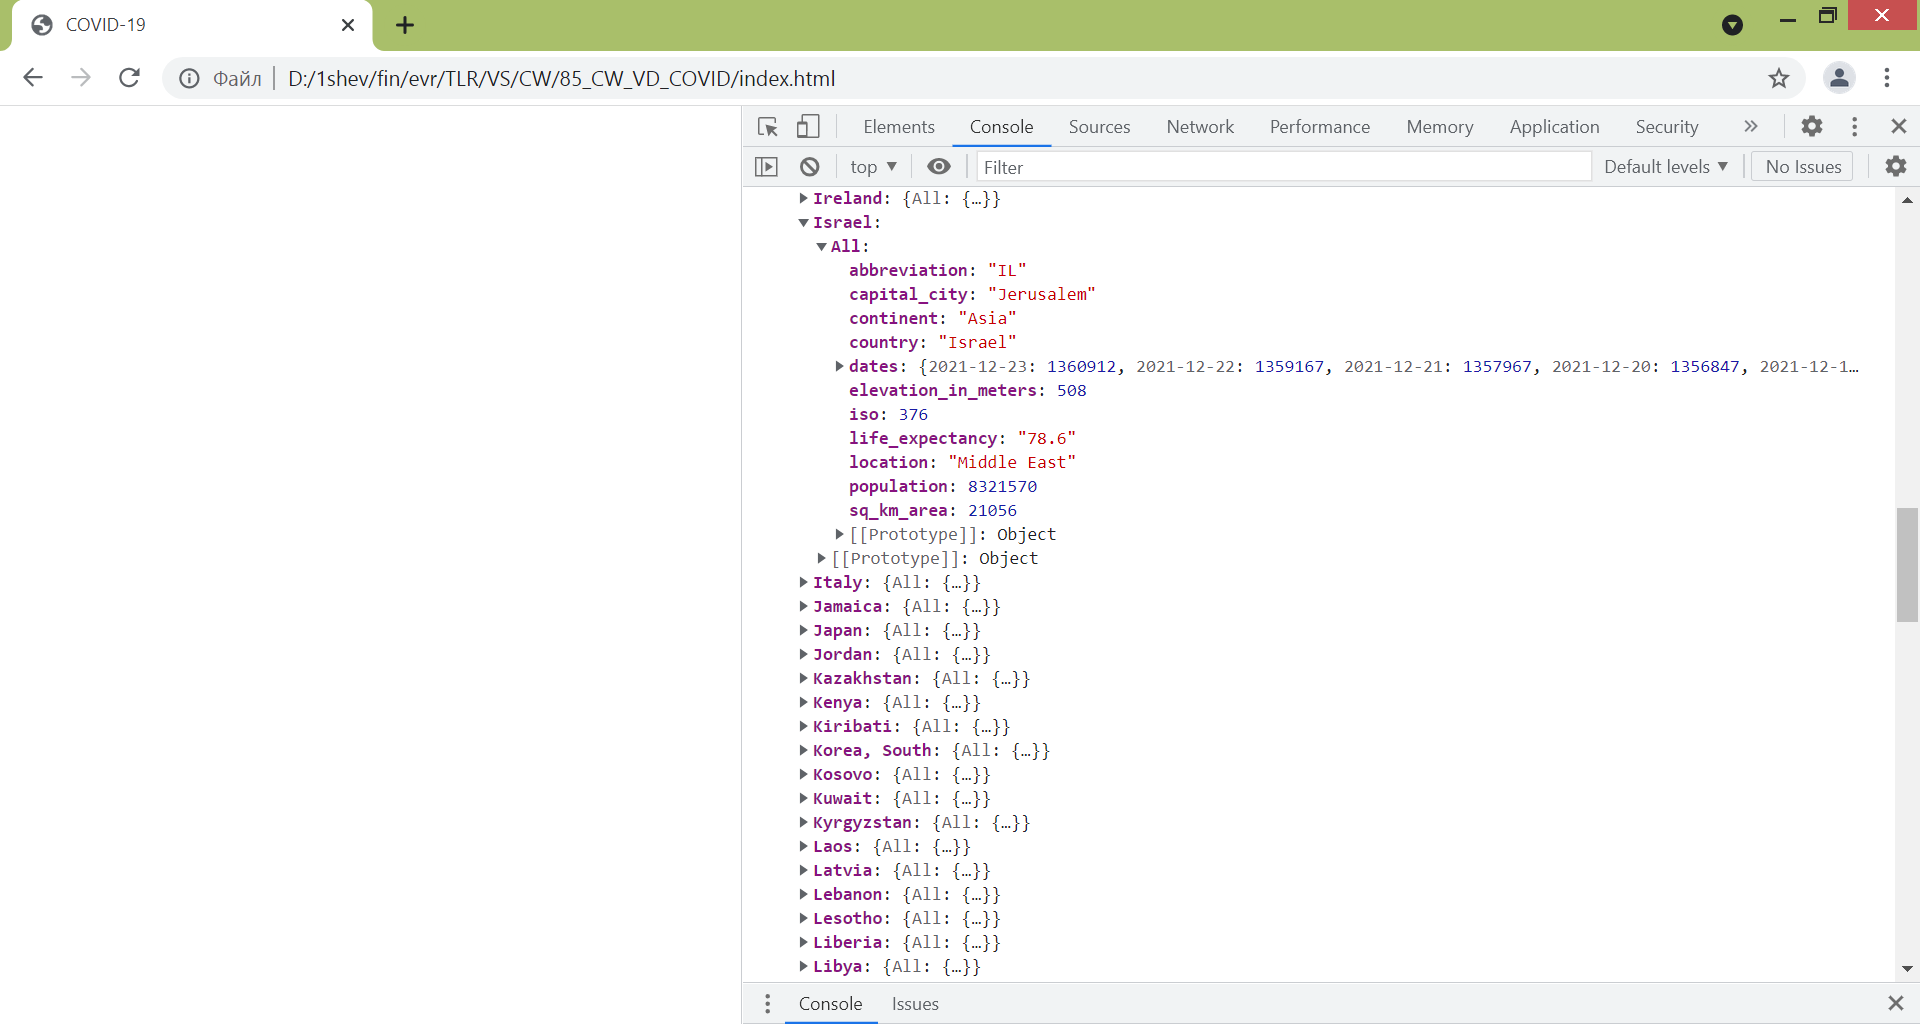 COVID-19
Файл | D:/1shev/fin/evr/TLR/VS/CW/85_CW_VD_COVID/index.html
Elements Console Sources Network Performance Memory Application Security
top Filter Default levels No Issues
Ireland: {All: {…}}
Israel:
All:
abbreviation: "IL"
capital_city: "Jerusalem"
continent: "Asia"
country: "Israel"
dates: {2021-12-23: 1360912, 2021-12-22: 1359167, 2021-12-21: 1357967, 2021-12-20: 1356847, 2021-12-1…
elevation_in_meters: 508
iso: 376
life_expectancy: "78.6"
location: "Middle East"
population: 8321570
sq_km_area: 21056
[[Prototype]]: Object
[[Prototype]]: Object
Italy: {All: {…}}
Jamaica: {All: {…}}
Japan: {All: {…}}
Jordan: {All: {…}}
Kazakhstan: {All: {…}}
Kenya: {All: {…}}
Kiribati: {All: {…}}
Korea, South: {All: {…}}
Kosovo: {All: {…}}
Kuwait: {All: {…}}
Kyrgyzstan: {All: {…}}
Laos: {All: {…}}
Latvia: {All: {…}}
Lebanon: {All: {…}}
Lesotho: {All: {…}}
Liberia: {All: {…}}
Libya: {All: {…}}
Console Issues